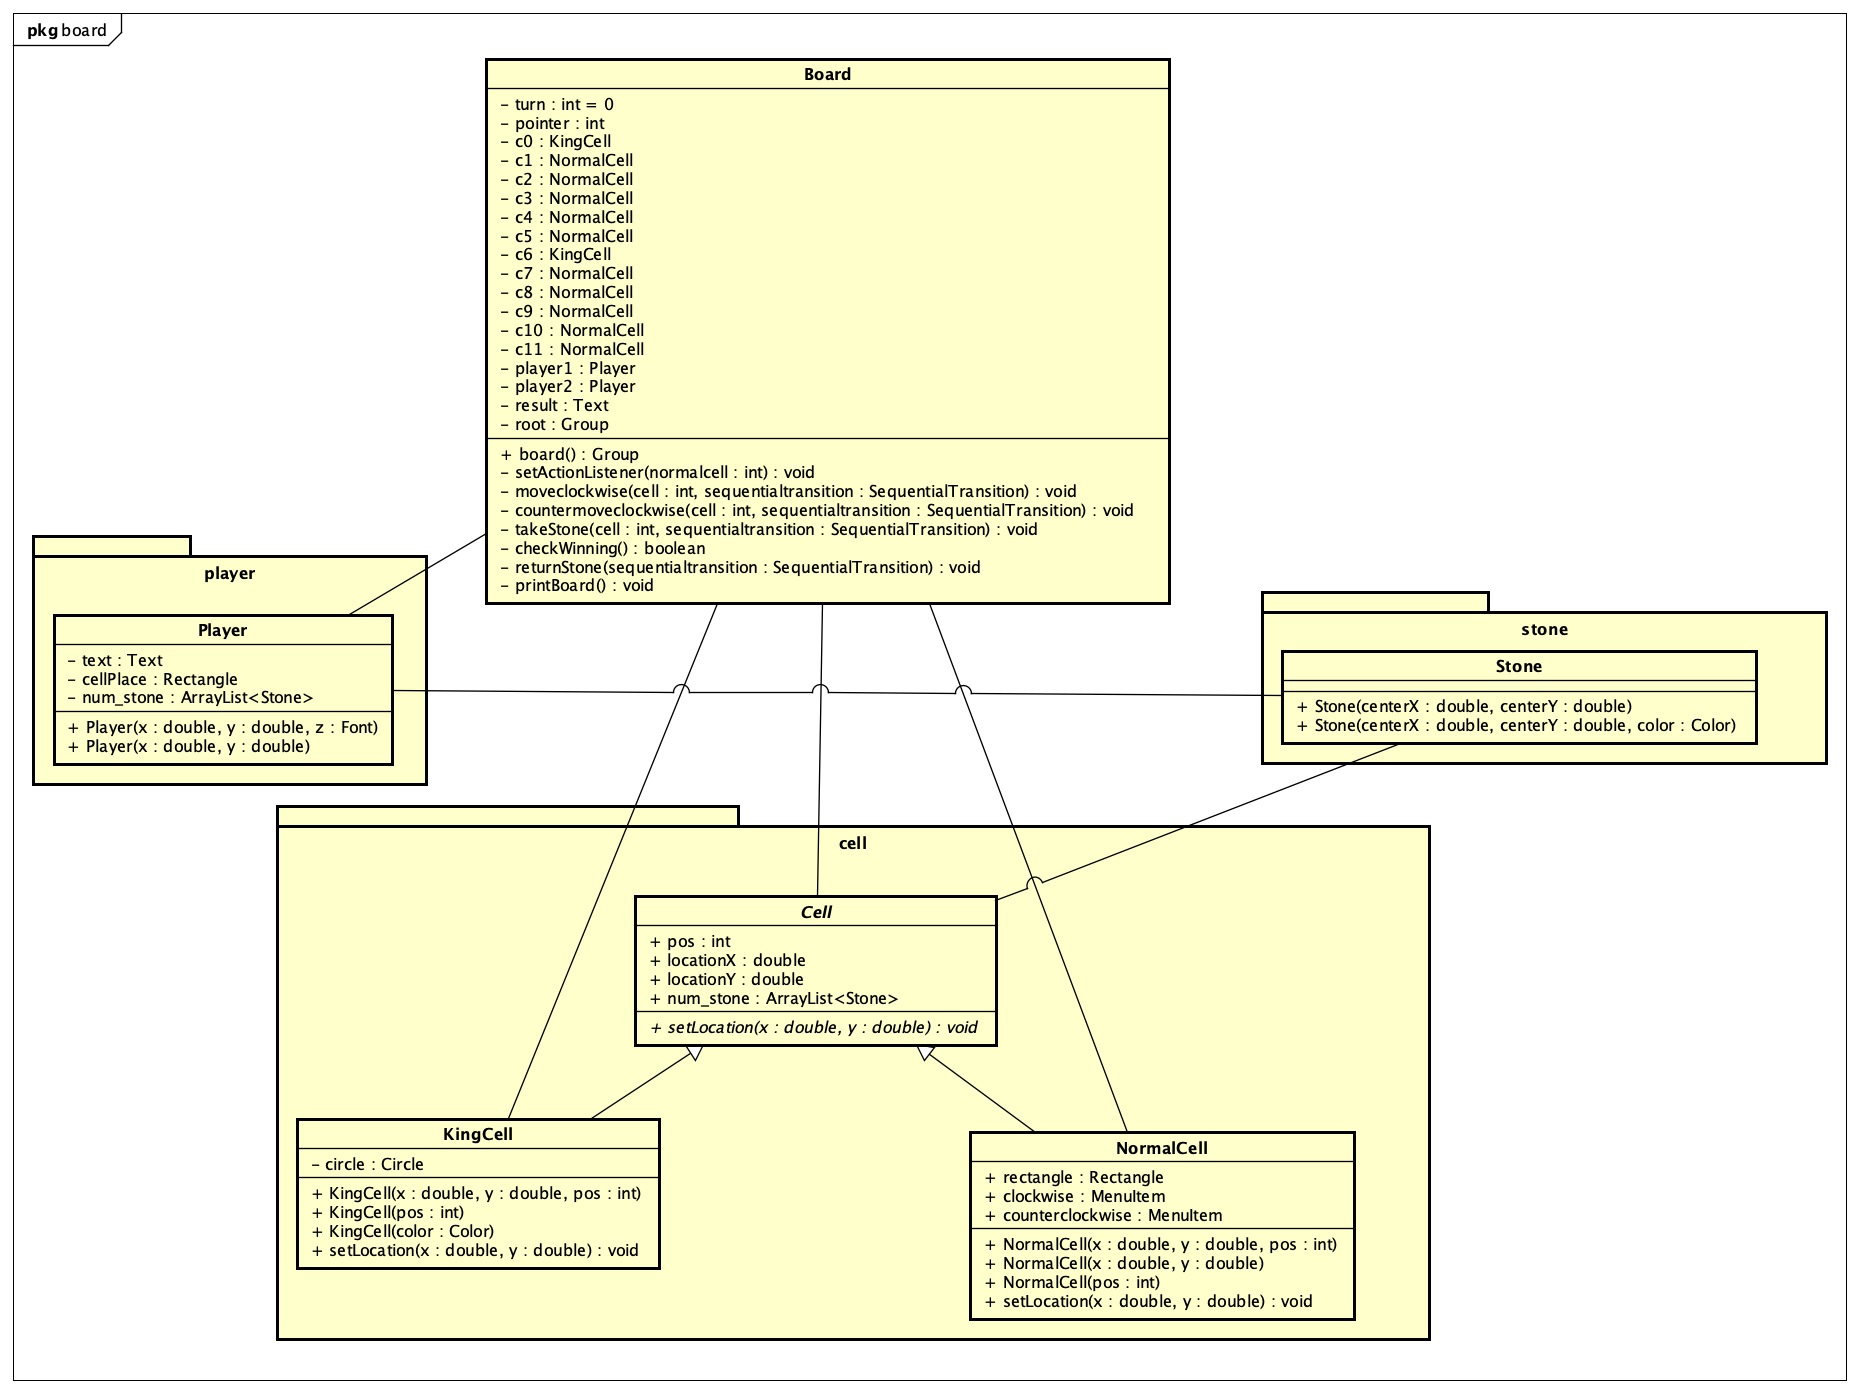 pkg board
Board
- turn : int = 0
- pointer : int
- c0 : KingCell
- c1 : NormalCell
- c2 : NormalCell
- c3 : NormalCell
- c4 : NormalCell
- c5 : NormalCell
- c6 : KingCell
- c7 : NormalCell
- c8 : NormalCell
- c9 : NormalCell
- c10 : NormalCell
- c11 : NormalCell
- player1 : Player
- player2 : Player
- result : Text
- root : Group
+ board() : Group
- setActionListener(normalcell : int) : void
- moveclockwise(cell : int, sequentialtransition : SequentialTransition) : void
- countermoveclockwise(cell : int, sequentialtransition : SequentialTransition) : void
- takeStone(cell : int, sequentialtransition : SequentialTransition) : void
- checkWinning() : boolean
- returnStone(sequentialtransition : SequentialTransition) : void
- printBoard() : void
player
Player
- text : Text
- cellPlace : Rectangle
- num_stone : ArrayList<Stone>
+ Player(x : double, y : double, z : Font)
+ Player(x : double, y : double)
stone
Stone
+ Stone(centerX : double, centerY : double)
+ Stone(centerX : double, centerY : double, color : Color)
cell
Cell
+ pos : int
+ locationX : double
+ locationY : double
+ num_stone : ArrayList<Stone>
+ setLocation(x : double, y : double) : void
KingCell
- circle : Circle
+ KingCell(x : double, y : double, pos : int)
+ KingCell(pos : int)
+ KingCell(color : Color)
+ setLocation(x : double, y : double) : void
NormalCell
+ rectangle : Rectangle
+ clockwise : MenuItem
+ counterclockwise : MenuItem
+ NormalCell(x : double, y : double, pos : int)
+ NormalCell(x : double, y : double)
+ NormalCell(pos : int)
+ setLocation(x : double, y : double) : void